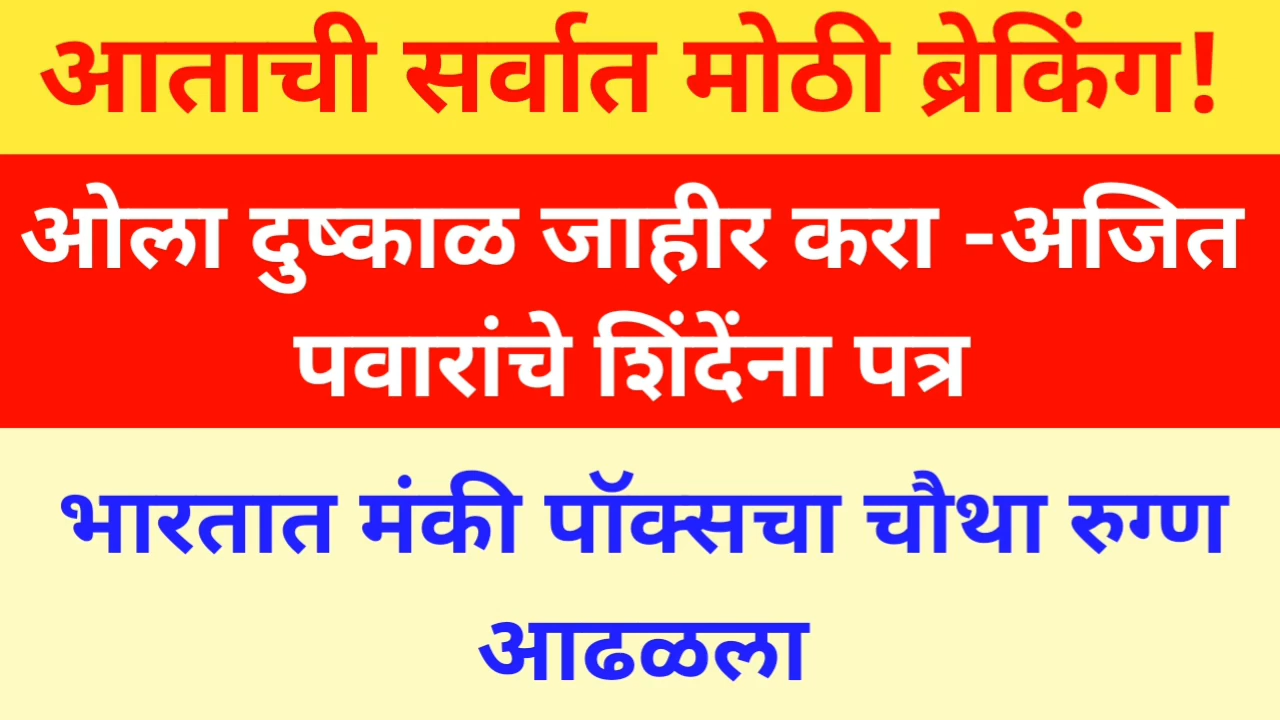 आताची सर्वात मोठी ब्रेकिंग!
ओला दुष्काळ जाहीर करा -अजित
पवारांचे शिंदेंना पत्र
भारतात मंकी पॉक्सचा चौथा रुग्ण
आढळला